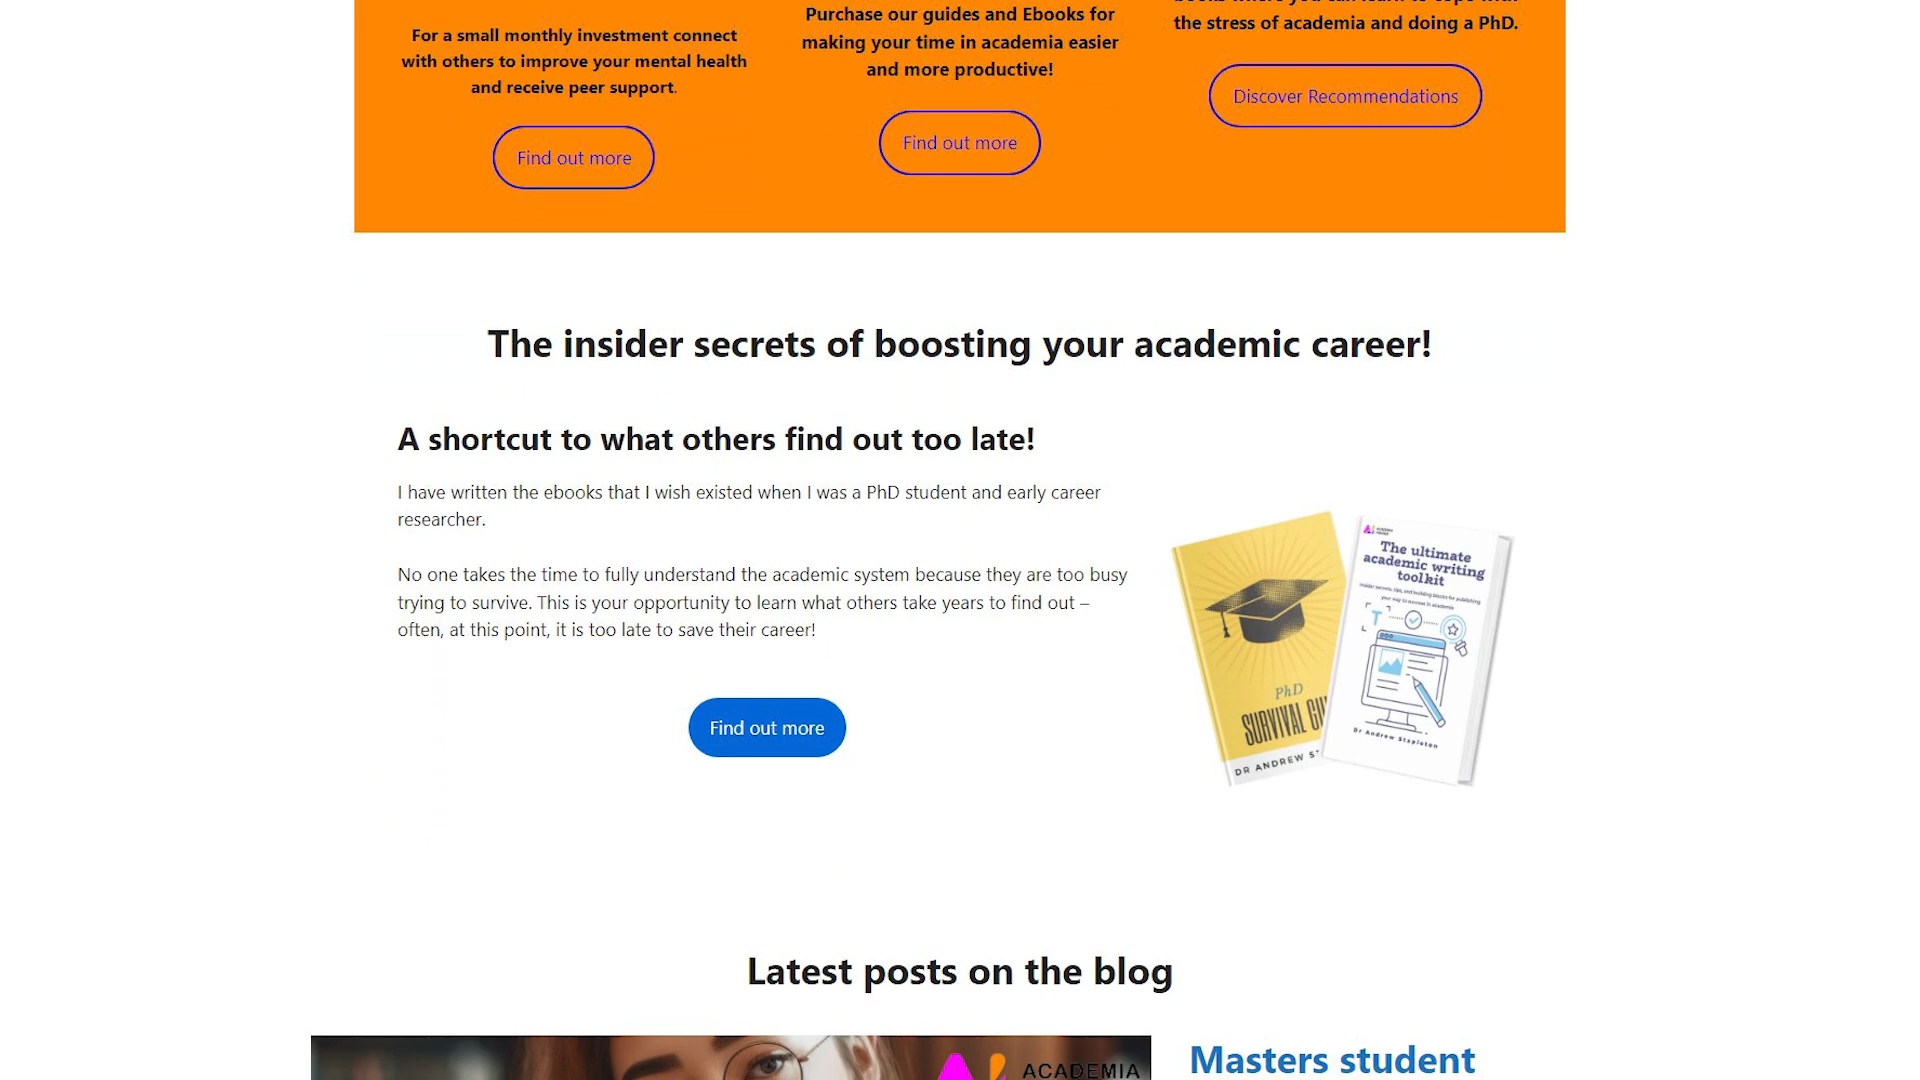 For a small monthly investment connect
with others to improve your mental health
and receive peer support.
Find out more
Purchase our guides and Ebooks for
making your time in academia easier
and more productive!
Find out more
the stress of academia and doing a PhD.
Discover Recommendations
The insider secrets of boosting your academic career!
A shortcut to what others find out too late!
I have written the ebooks that I wish existed when I was a PhD student and early career
researcher.
No one takes the time to fully understand the academic system because they are too busy
trying to survive. This is your opportunity to learn what others take years to find out –
often, at this point, it is too late to save their career!
Find out more
PhD
SURVIVAL GU
DR ANDREW ST
The ultimate
academic writing
toolkit
insider secrets, tips, and building blocks for publishing
your way to success in academia
Dr Andrew Stapleton
Latest posts on the blog
ACADEMIA
Masters student